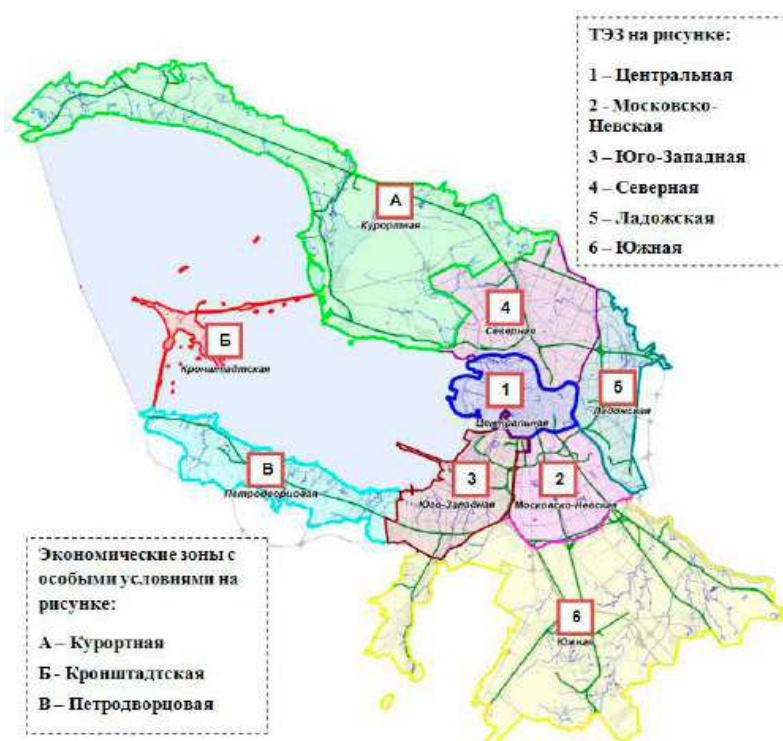 ТЭЗ на рисунке:
1 – Центральная
2 - Московско-
Невская
3 – Юго-Западная
4 – Северная
5 – Ладожская
6 – Южная
А
Курортная
4
Северная
Б
Кронштадтская
1
Центральная
5
Ладожская
В
Петродворцовая
3
Юго-Западная
2
Московско-Невская
6
Южная
Экономические зоны с
особыми условиями на
рисунке:
А – Курортная
Б - Кронштадтская
В – Петродворцовая